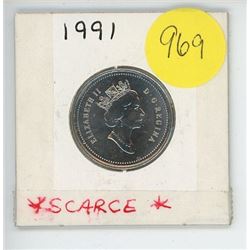 1991
969
ELIZABETH II D·G·REGINA
*SCARCE*